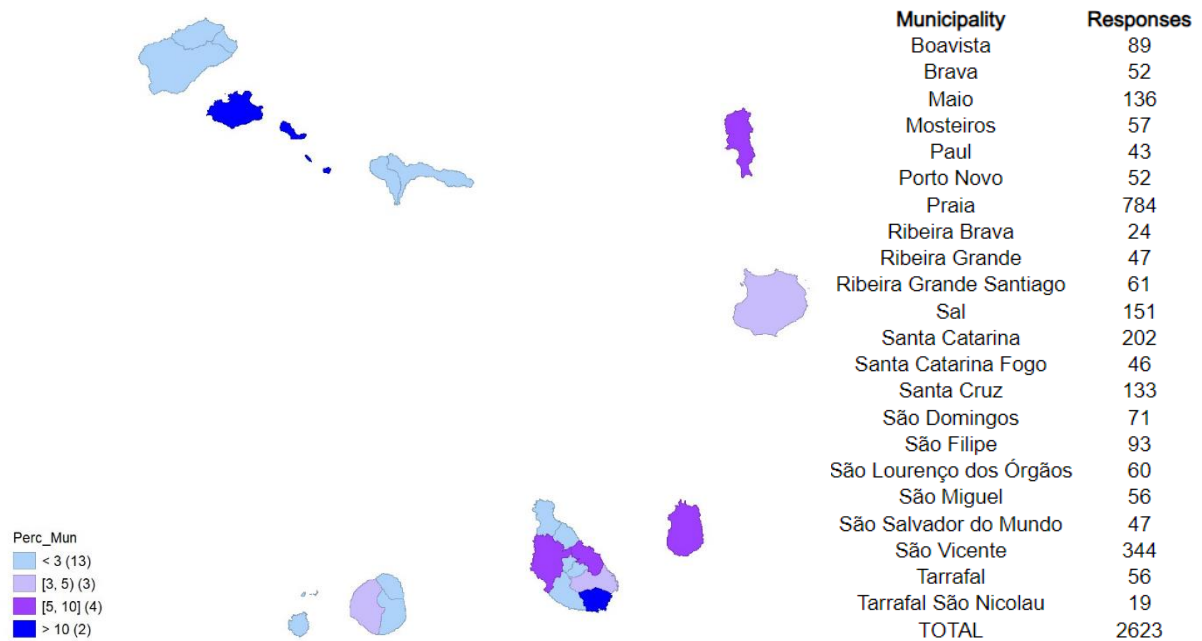 Municipality Responses
Boavista 89
Brava 52
Maio 136
Mosteiros 57
Paul 43
Porto Novo 52
Praia 784
Ribeira Brava 24
Ribeira Grande 47
Ribeira Grande Santiago 61
Sal 151
Santa Catarina 202
Santa Catarina Fogo 46
Santa Cruz 133
São Domingos 71
São Filipe 93
São Lourenço dos Órgãos 60
São Miguel 56
São Salvador do Mundo 47
São Vicente 344
Tarrafal 56
Tarrafal São Nicolau 19
TOTAL 2623
Perc_Mun
< 3 (13)
[3, 5) (3)
[5, 10] (4)
> 10 (2)